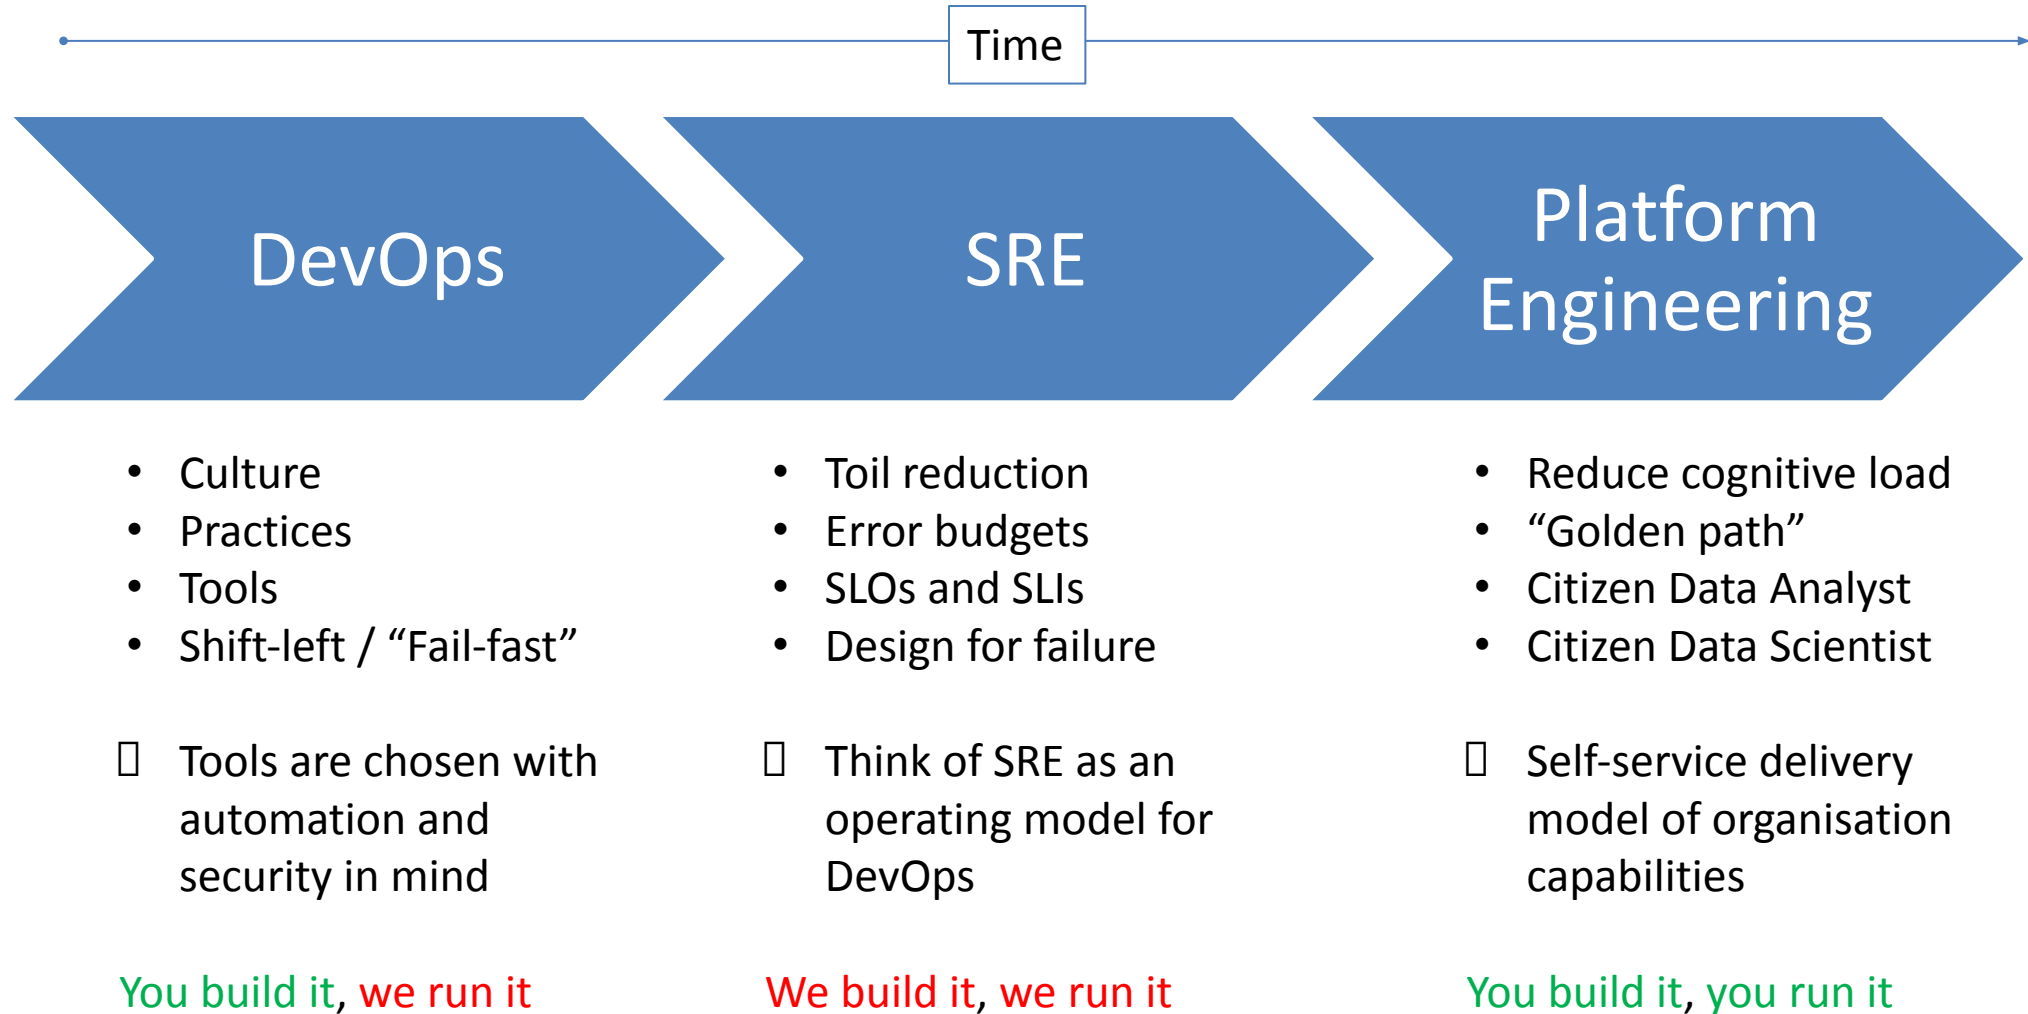 Time
DevOps
SRE
Platform
Engineering
• Culture
• Practices
• Tools
• Shift-left / “Fail-fast”
Tools are chosen with
automation and
security in mind
You build it, we run it
• Toil reduction
• Error budgets
• SLOs and SLIs
• Design for failure
Think of SRE as an
operating model for
DevOps
We build it, we run it
• Reduce cognitive load
• “Golden path”
• Citizen Data Analyst
• Citizen Data Scientist
Self-service delivery
model of organisation
capabilities
You build it, you run it